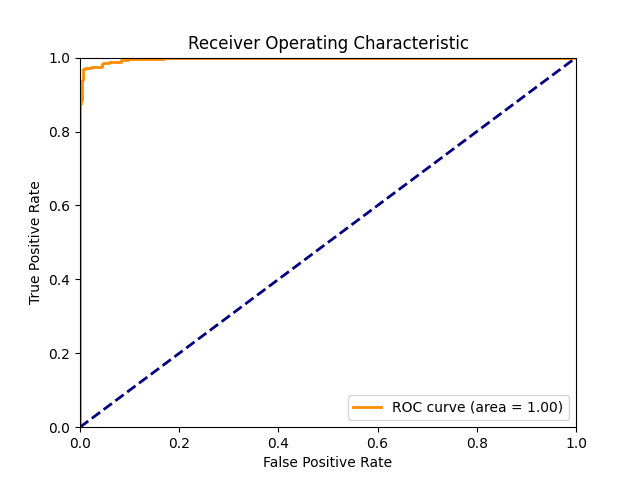 Receiver Operating Characteristic
1.0
0.8
0.6
0.4
0.2
0.0
True Positive Rate
ROC curve (area = 1.00)
0.0 0.2 0.4 0.6 0.8 1.0
False Positive Rate